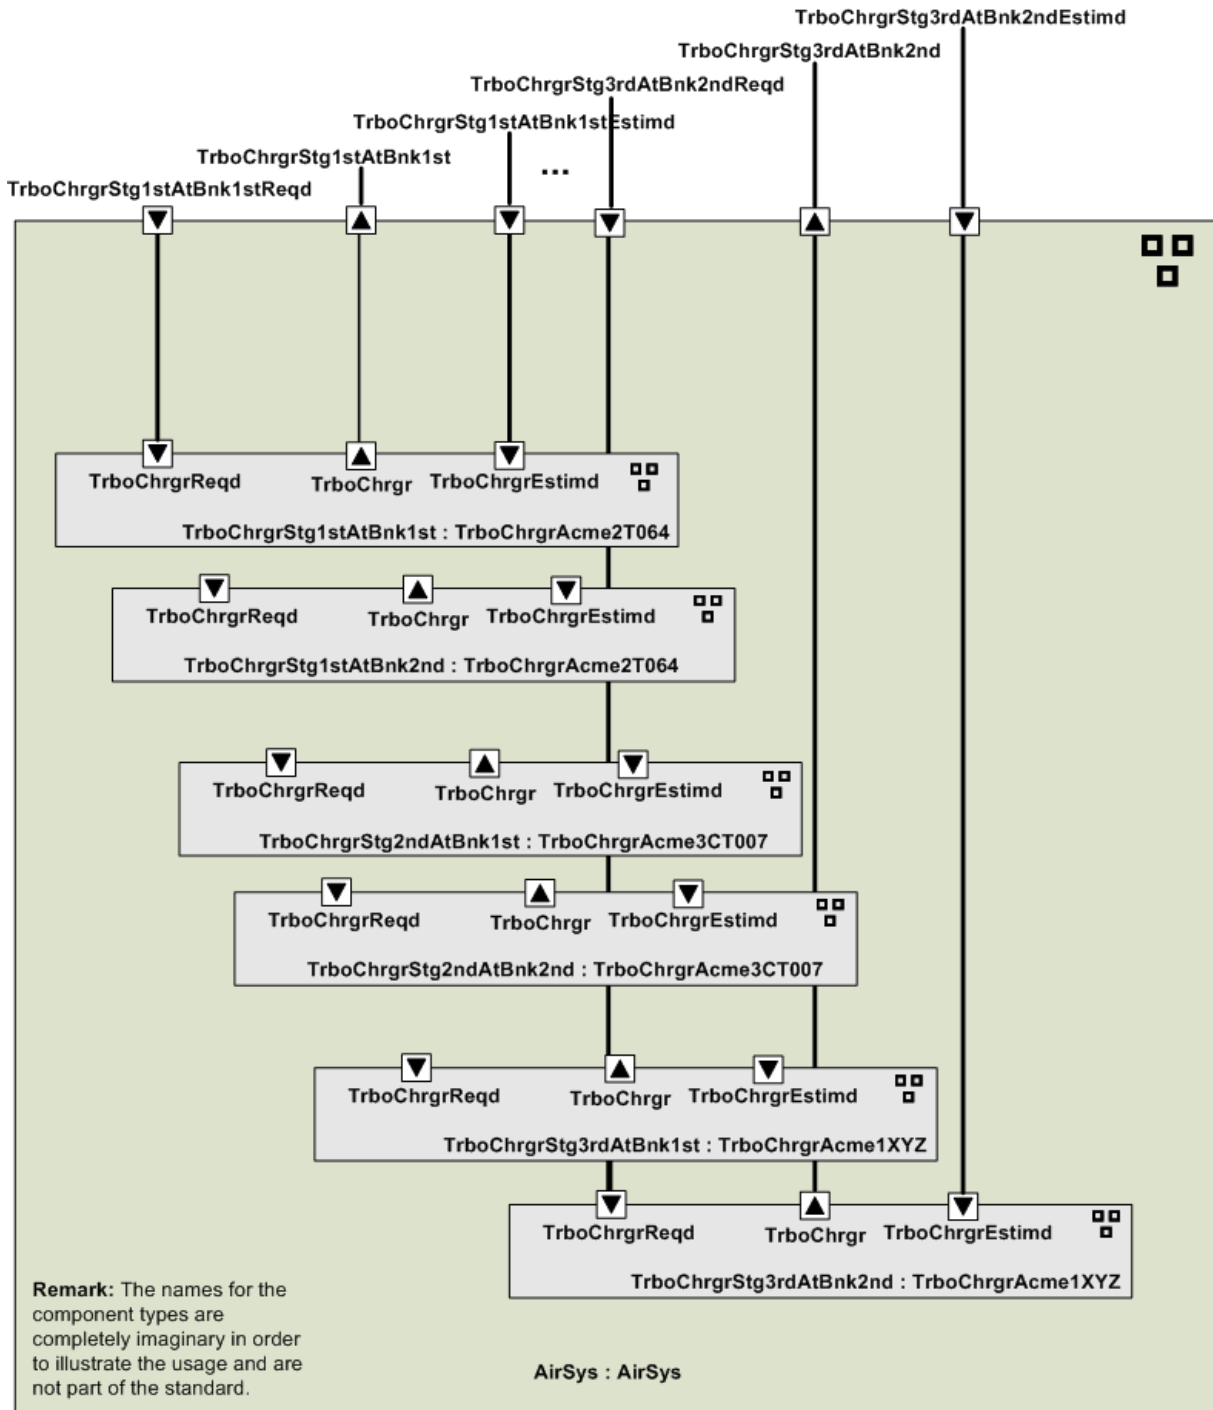 TrboChrgrStg3rdAtBnk2ndEstimd
TrboChrgrStg3rdAtBnk2nd
TrboChrgrStg3rdAtBnk2ndReqd
TrboChrgrStg1stAtBnk1stEstimd
TrboChrgrStg1stAtBnk1st
...
TrboChrgrStg1stAtBnk1stReqd
TrboChrgrReqd TrboChrgr TrboChrgrEstimd
TrboChrgrStg1stAtBnk1st : TrboChrgrAcme2T064
TrboChrgrReqd TrboChrgr TrboChrgrEstimd
TrboChrgrStg1stAtBnk2nd : TrboChrgrAcme2T064
TrboChrgrReqd TrboChrgr TrboChrgrEstimd
TrboChrgrStg2ndAtBnk1st : TrboChrgrAcme3CT007
TrboChrgrReqd TrboChrgr TrboChrgrEstimd
TrboChrgrStg2ndAtBnk2nd : TrboChrgrAcme3CT007
TrboChrgrReqd TrboChrgr TrboChrgrEstimd
TrboChrgrStg3rdAtBnk1st : TrboChrgrAcme1XYZ
TrboChrgrReqd TrboChrgr TrboChrgrEstimd
TrboChrgrStg3rdAtBnk2nd : TrboChrgrAcme1XYZ
Remark: The names for the
component types are
completely imaginary in order
to illustrate the usage and are
not part of the standard.
AirSys : AirSys